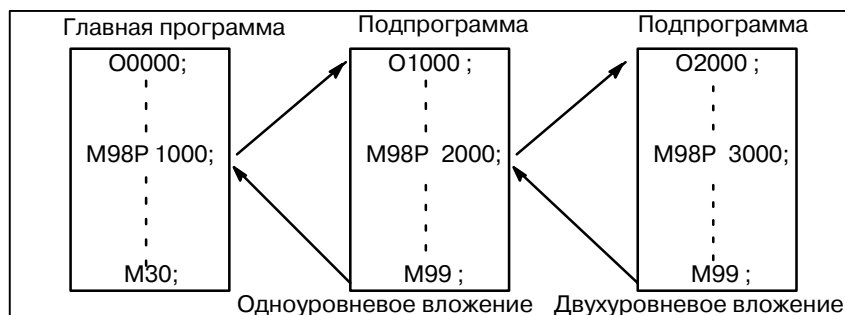 Главная программа
O0000;
M98P 1000;
M30;
Подпрограмма
O1000 ;
M98P 2000;
M99 ;
Одноуровневое вложение
Подпрограмма
O2000 ;
M98P 3000;
M99 ;
Двухуровневое вложение